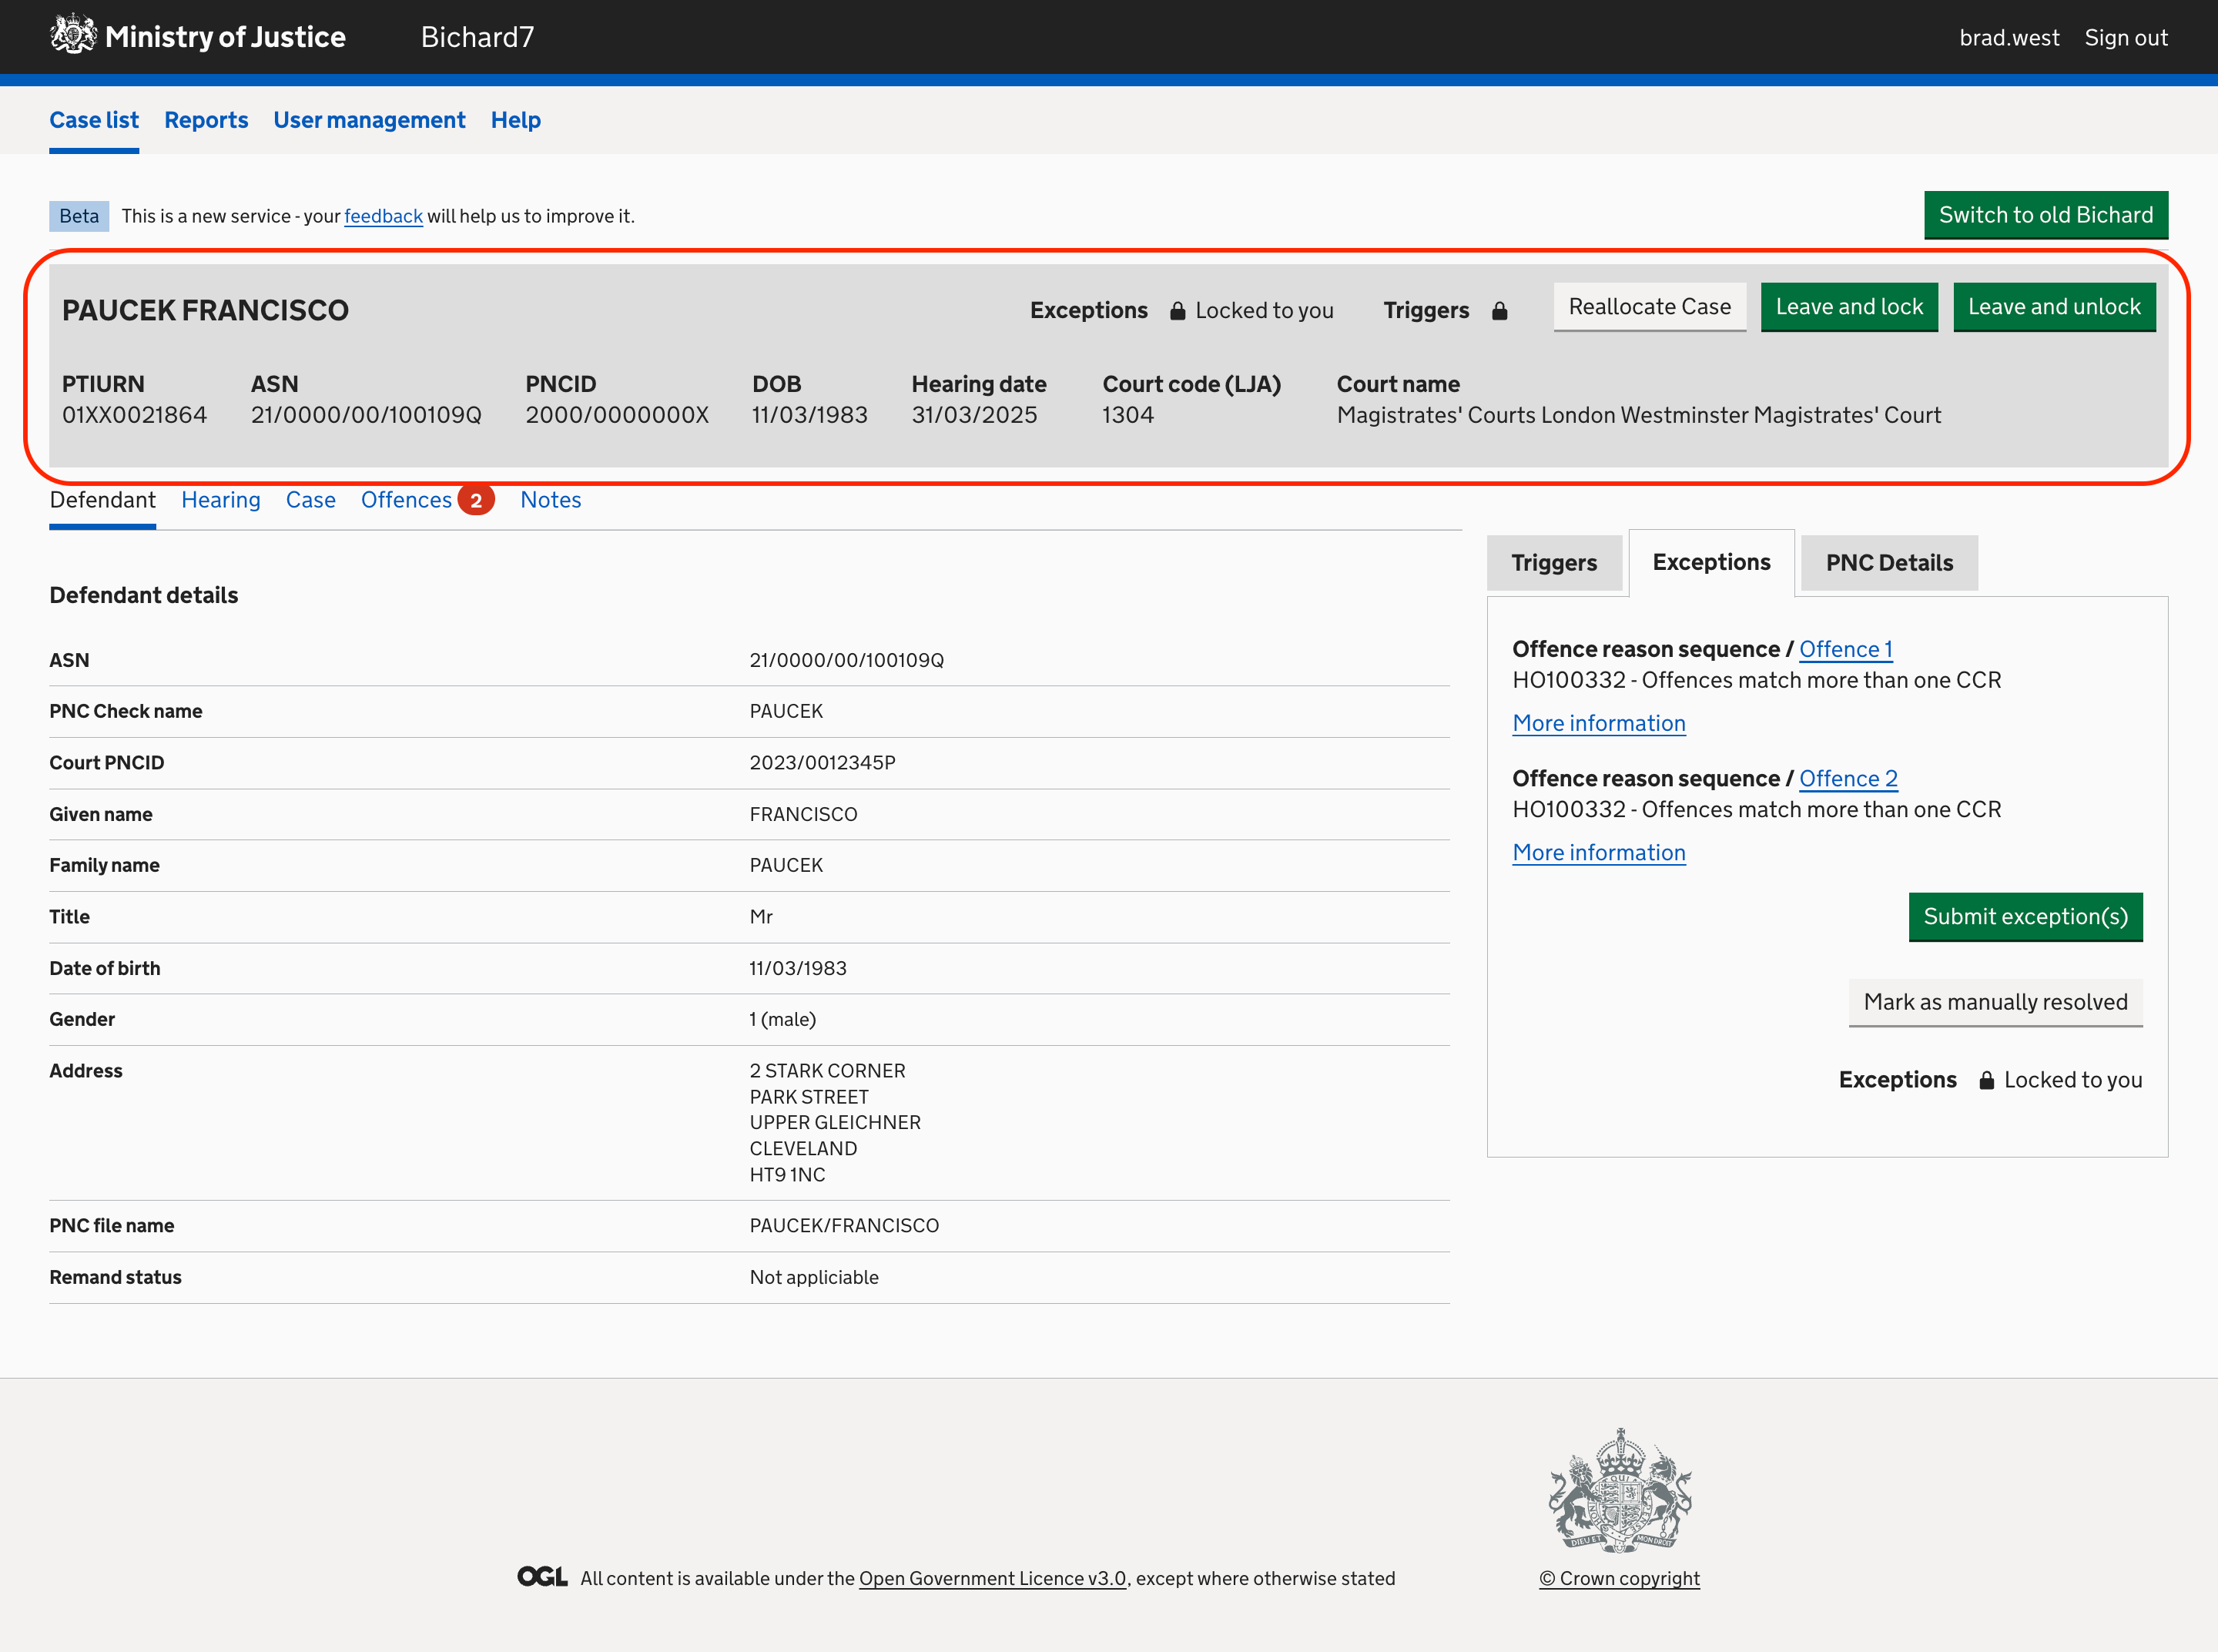 Ministry of Justice
Bichard7
brad.west
Sign out
Case list
Reports
User management
Help
Beta
This is a new service - your feedback will help us to improve it.
Switch to old Bichard
PAUCEK FRANCISCO
Exceptions
Locked to you
Triggers
Reallocate Case
Leave and lock
Leave and unlock
PTIURN
01XX0021864
ASN
21/0000/00/100109Q
PNCID
2000/0000000X
DOB
11/03/1983
Hearing date
31/03/2025
Court code (LJA)
1304
Court name
Magistrates' Courts London Westminster Magistrates' Court
Defendant
Hearing
Case
Offences 2
Notes
Defendant details
ASN
21/0000/00/100109Q
PNC Check name
PAUCEK
Court PNCID
2023/0012345P
Given name
FRANCISCO
Family name
PAUCEK
Title
Mr
Date of birth
11/03/1983
Gender
1 (male)
Address
2 STARK CORNER
PARK STREET
UPPER GLEICHNER
CLEVELAND
HT9 1NC
PNC file name
PAUCEK/FRANCISCO
Remand status
Not appliciable
Triggers
Exceptions
PNC Details
Offence reason sequence / Offence 1
HO100332 - Offences match more than one CCR
More information
Offence reason sequence / Offence 2
HO100332 - Offences match more than one CCR
More information
Submit exception(s)
Mark as manually resolved
Exceptions
Locked to you
OGL
All content is available under the Open Government Licence v3.0, except where otherwise stated
DIEU ET MON DROIT
© Crown copyright